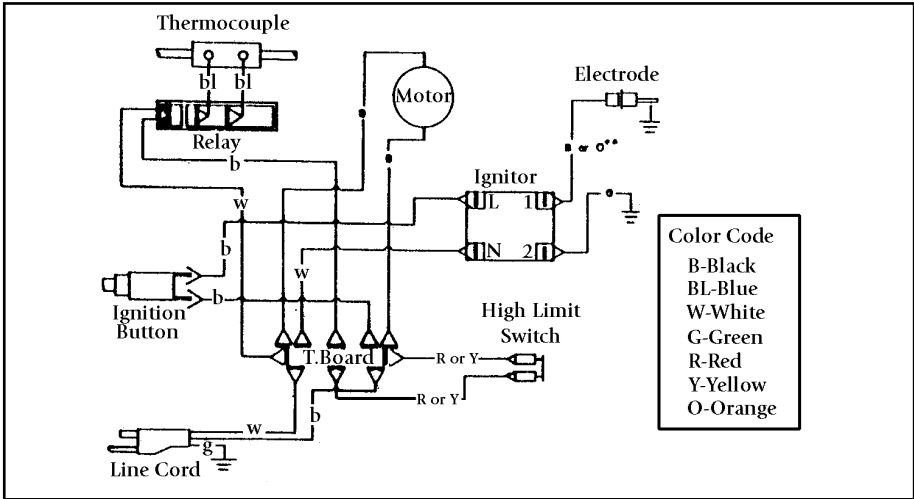 Thermocouple
bl bl
Relay
b
w
Motor
Electrode
B or O**
Ignitor
L 1
N 2
b
w
b
Ignition
Button
High Limit
Switch
T.Board
R or Y
R or Y
w
b
g
Line Cord
Color Code
B-Black
BL-Blue
W-White
G-Green
R-Red
Y-Yellow
O-Orange